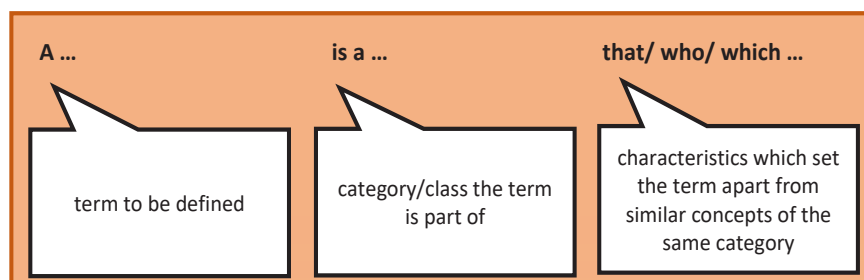 A …
is a …
that/ who/ which …
term to be defined
category/class the term
is part of
characteristics which set
the term apart from
similar concepts of the
same category